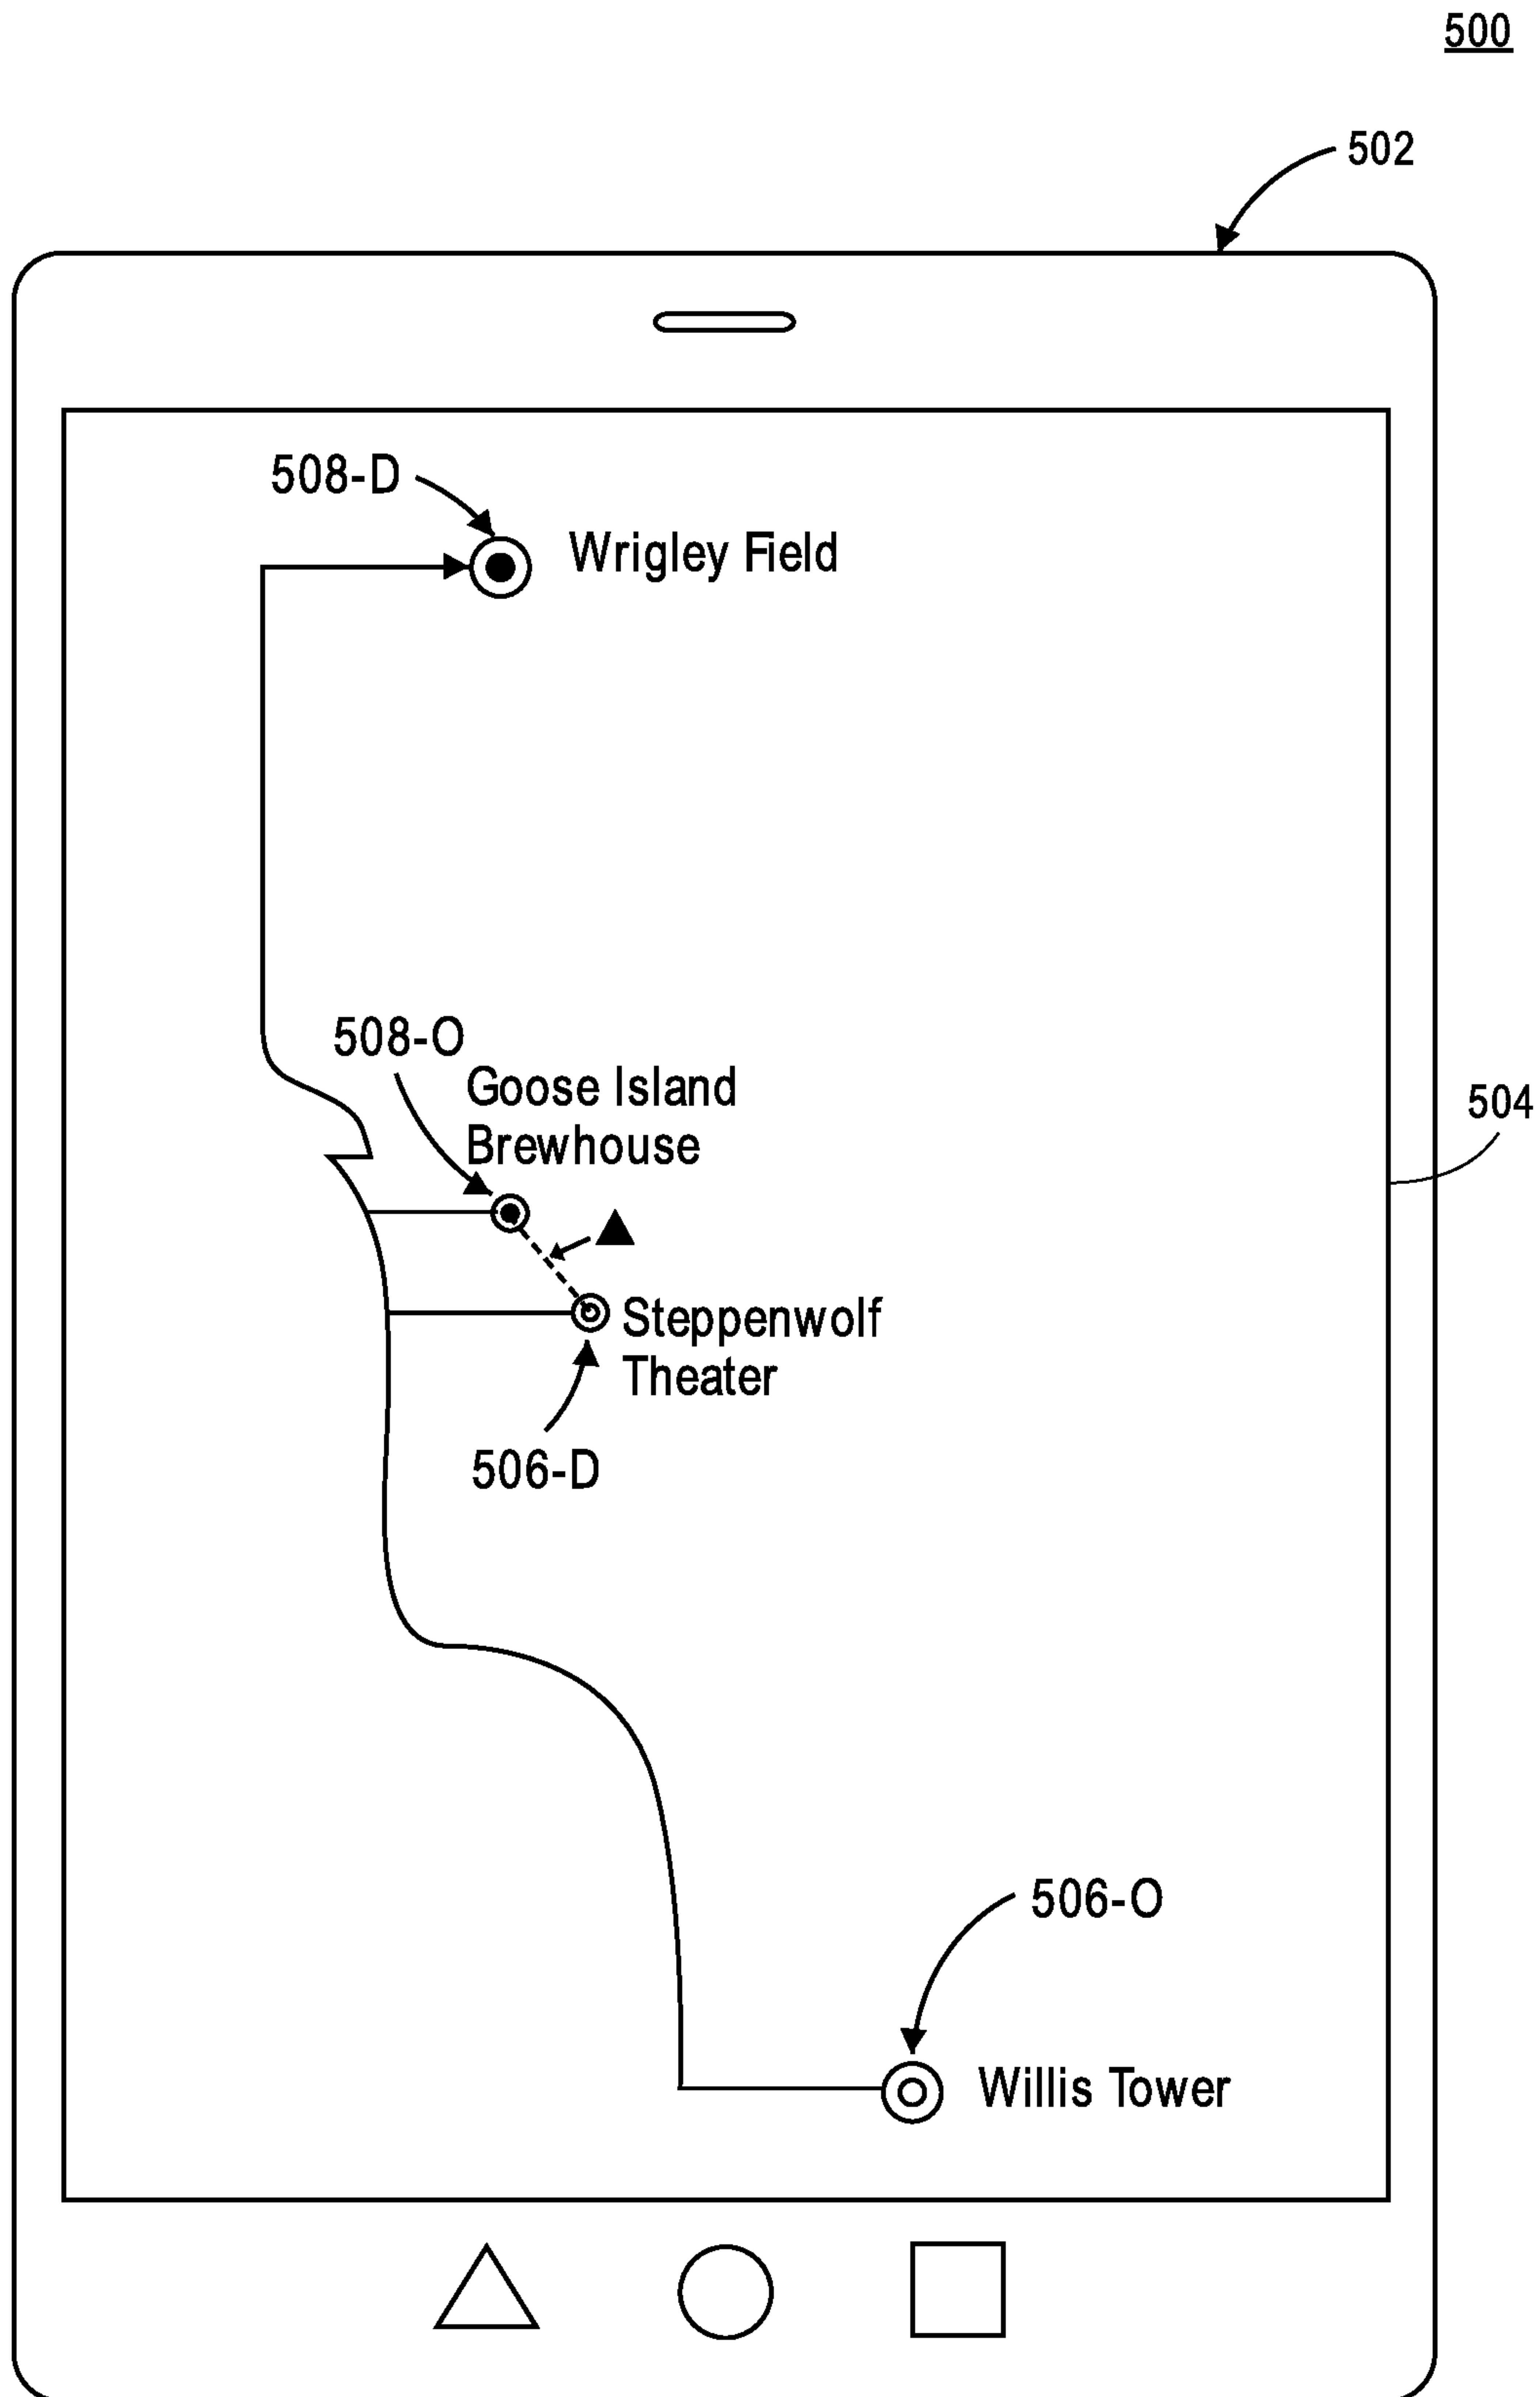 500
502
508-D
Wrigley Field
508-O
Goose Island
Brewhouse
504
Steppenwolf
Theater
506-D
506-O
Willis Tower